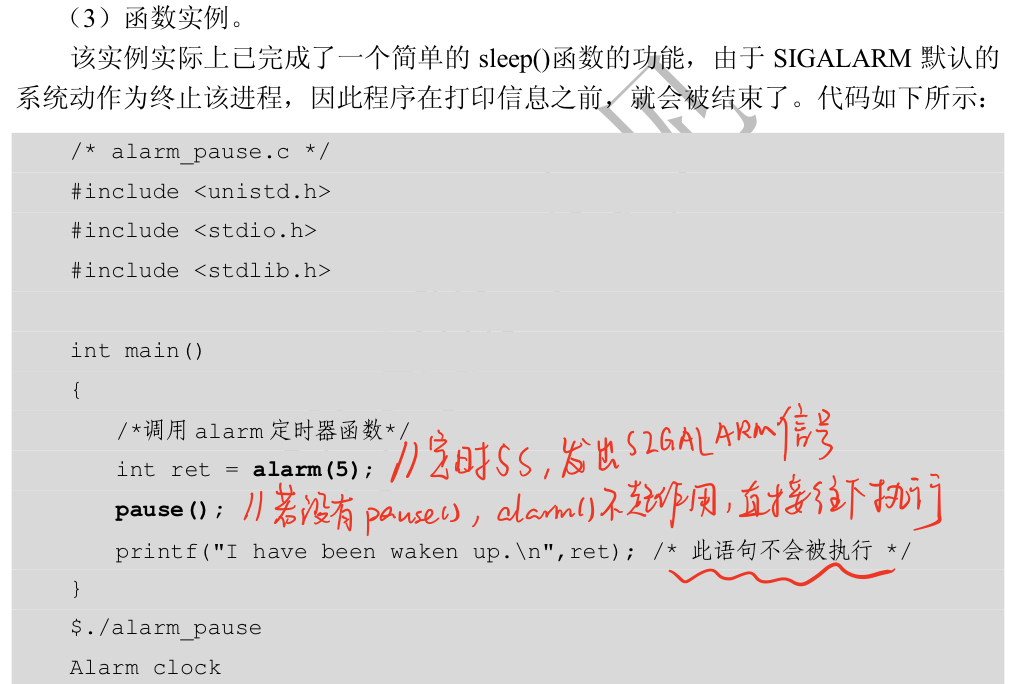 （3）函数实例。
该实例实际上已完成了一个简单的 sleep()函数的功能，由于 SIGALARM 默认的
系统动作为终止该进程，因此程序在打印信息之前，就会被结束了。代码如下所示：
/* alarm_pause.c */
#include <unistd.h>
#include <stdio.h>
#include <stdlib.h>
int main()
{
/*调用 alarm 定时器函数*/
int ret = alarm(5); //定时5S，发出SIGALARM信号
pause(); //若没有pause()，alarm()不起作用，直接往下执行
printf("I have been waken up.\n",ret); /* 此语句不会被执行 */
}
$./alarm_pause
Alarm clock